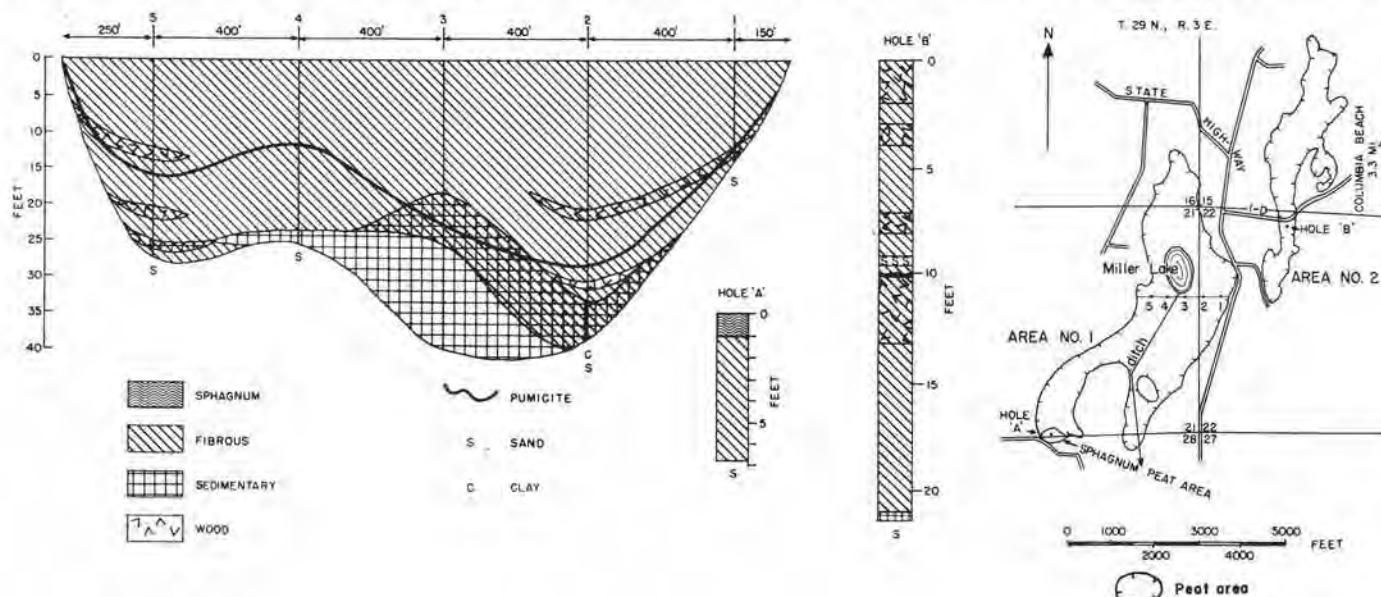 5 4 3 2 1
250' 400' 400' 400' 400' 150'
0
5
10
15
20
25
30
35
40
FEET
S S S C S S
SPHAGNUM
FIBROUS
SEDIMENTARY
WOOD
PUMICITE
S SAND
C CLAY
HOLE 'A'
0
5
FEET
S
HOLE 'B'
0
5
10
15
20
FEET
S
T. 29 N., R. 3 E.
N
STATE HIGH-WAY
COLUMBIA BEACH 3.3 MI.
16 15
21 22
1-D
HOLE 'B'
Miller Lake
AREA NO. 2
5 4 3 2 1
AREA NO. 1
ditch
HOLE 'A'
21 22
28 27
SPHAGNUM PEAT AREA
0 1000 3000 5000
2000 4000
FEET
Peat area